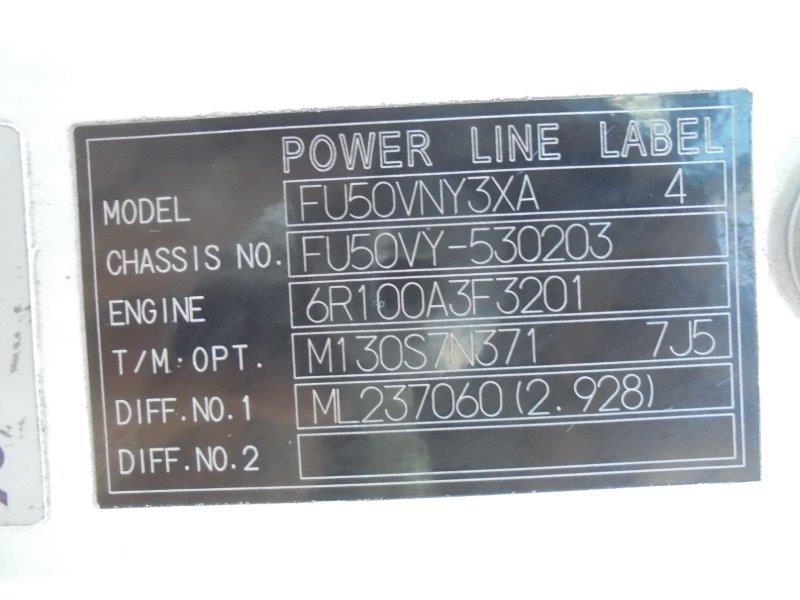 POWER LINE LABEL
MODEL FU50VNY3XA 4
CHASSIS NO. FU50VY-530203
ENGINE 6R100A3F3201
T/M:OPT. M130S7N371 7J5
DIFF.NO.1 ML237060(2.928)
DIFF.NO.2